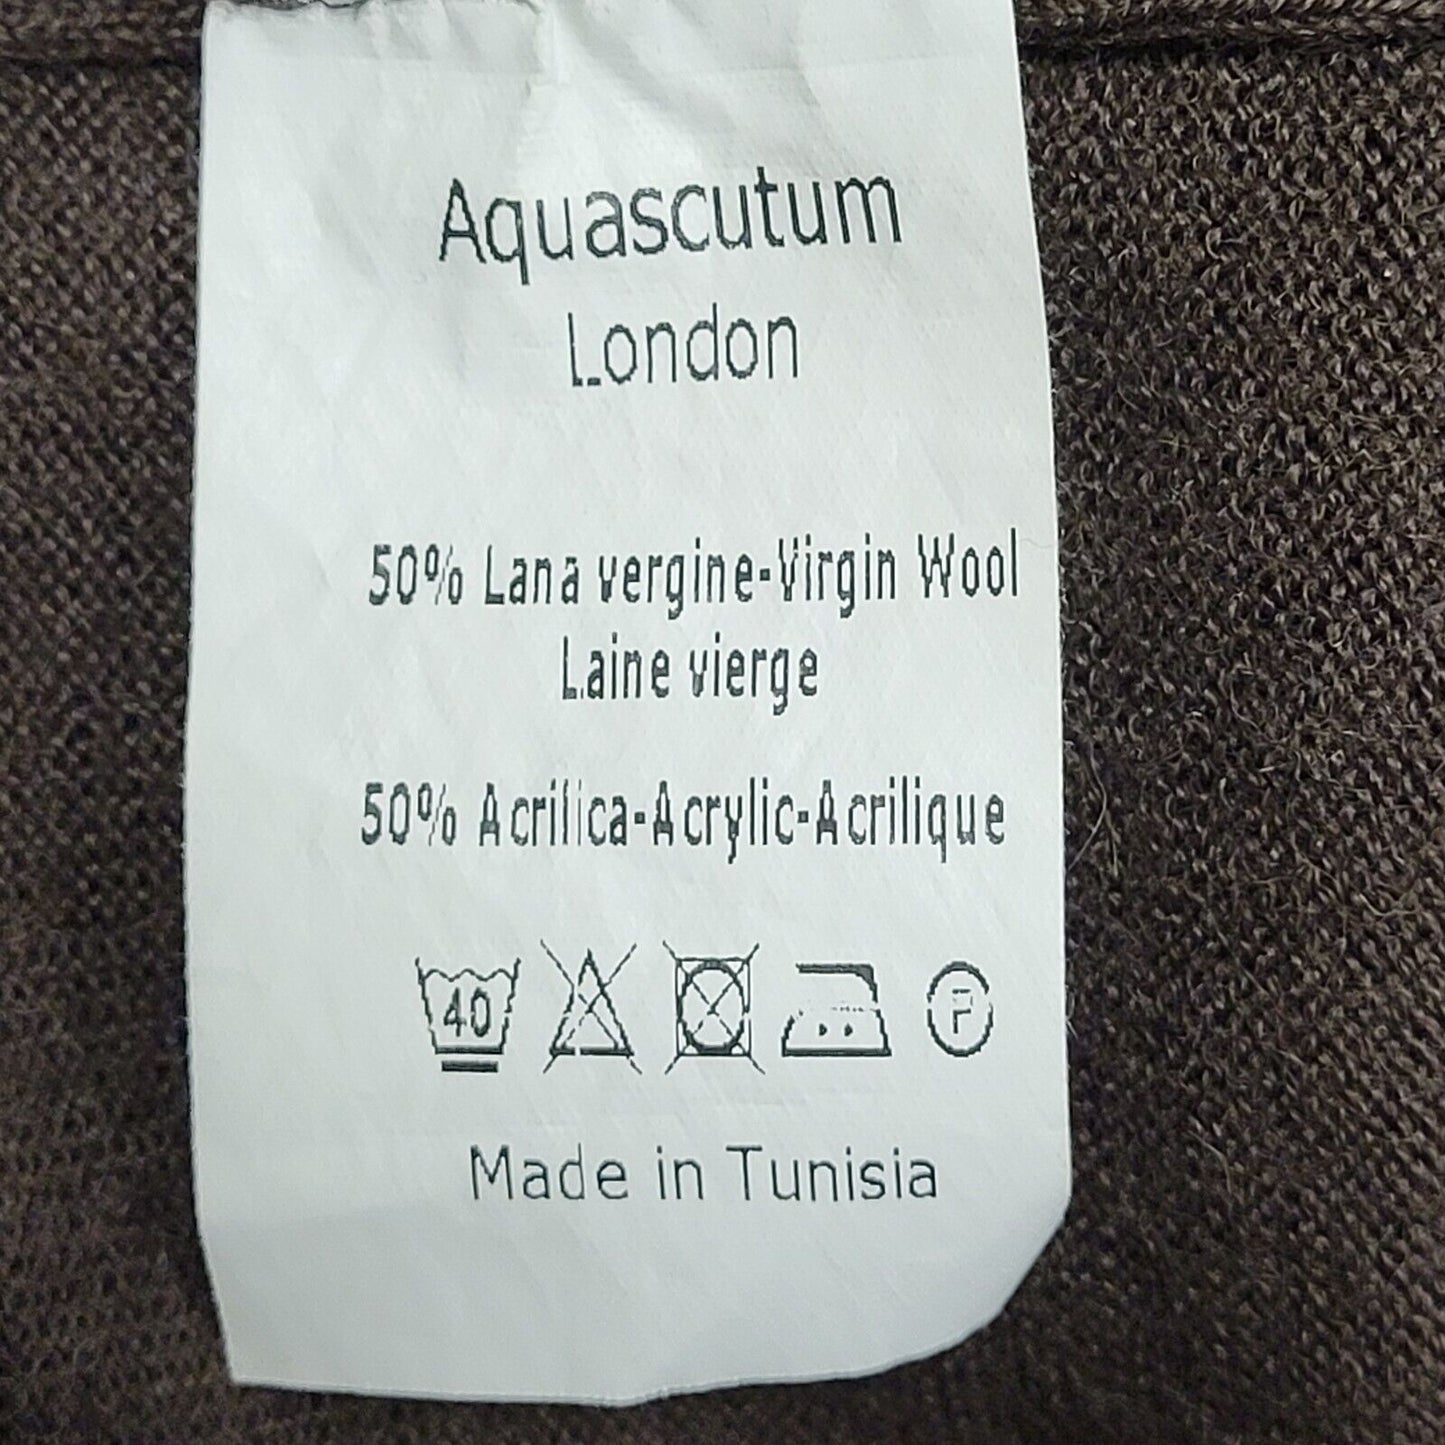 Aquascutum
London
50% Lana vergine-Virgin Wool
Laine vierge
50% Acrilica-Acrylic-Acrilique
40 P
Made in Tunisia